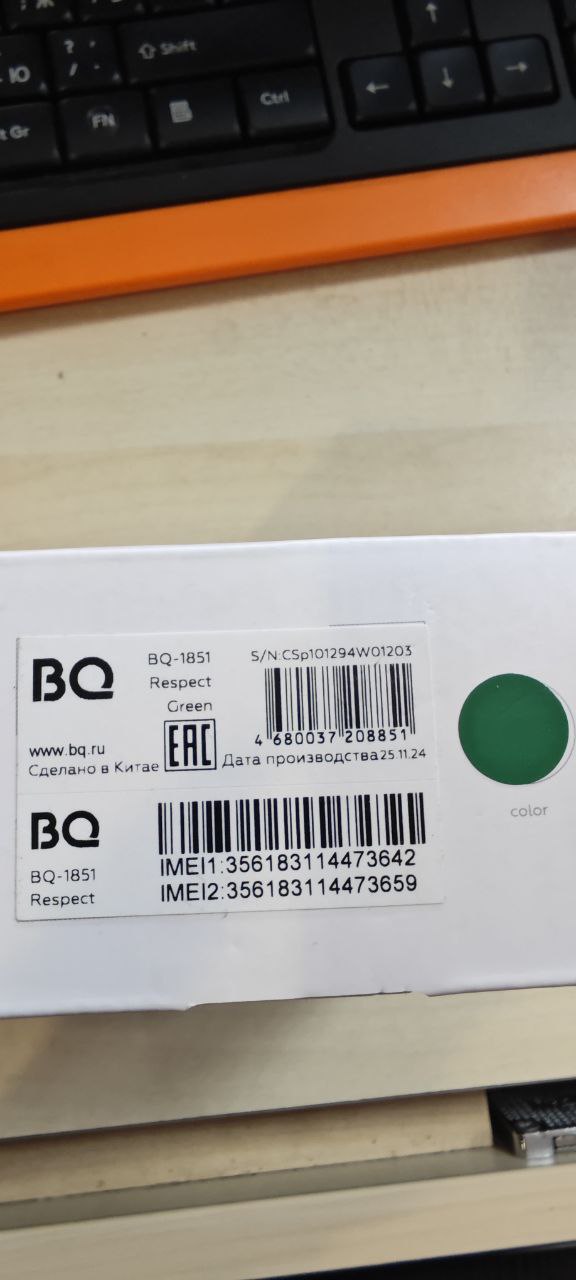 ? Ю / .
⇧ Shift
t Gr FN Ctrl
↑
← ↓ →
BQ
BQ-1851
Respect
Green
S/N:CSp101294W01203
4 680037 208851
www.bq.ru
Сделано в Китае
EAC
Дата производства 25.11.24
color
BQ
BQ-1851
Respect
IMEI1:356183114473642
IMEI2:356183114473659